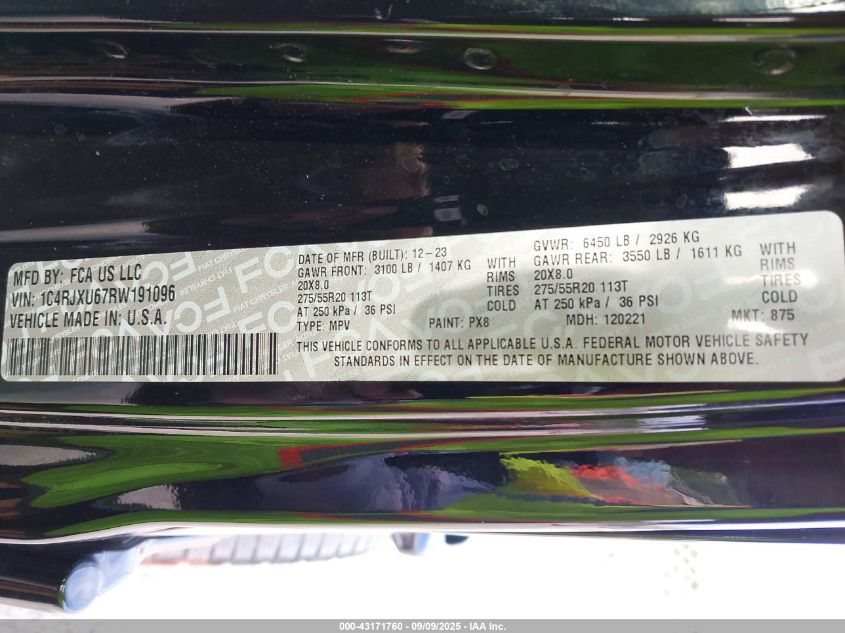 MFD BY: FCA US LLC
VIN: 1C4RJXU67RW191096
VEHICLE MADE IN: U.S.A.
DATE OF MFR (BUILT): 12-23
GVWR: 6450 LB / 2926 KG
GAWR FRONT: 3100 LB / 1407 KG WITH
20X8.0 RIMS
275/55R20 113T TIRES
AT 250 kPa / 36 PSI COLD
GAWR REAR: 3550 LB / 1611 KG WITH
20X8.0 RIMS
275/55R20 113T TIRES
AT 250 kPa / 36 PSI COLD
TYPE: MPV PAINT: PX8 MDH: 120221 MKT: 875
THIS VEHICLE CONFORMS TO ALL APPLICABLE U.S.A. FEDERAL MOTOR VEHICLE SAFETY
STANDARDS IN EFFECT ON THE DATE OF MANUFACTURE SHOWN ABOVE.
000-43171760 - 09/09/2025 - IAA Inc.